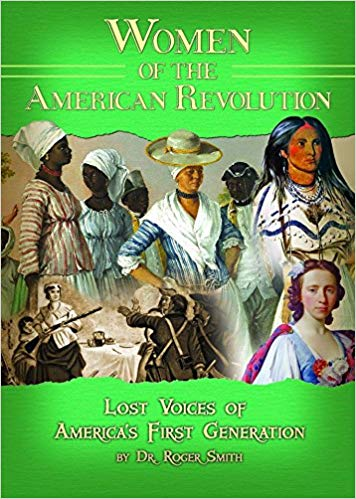 WOMEN
OF THE
AMERICAN REVOLUTION
LOST VOICES OF
AMERICA'S FIRST GENERATION
BY DR. ROGER SMITH